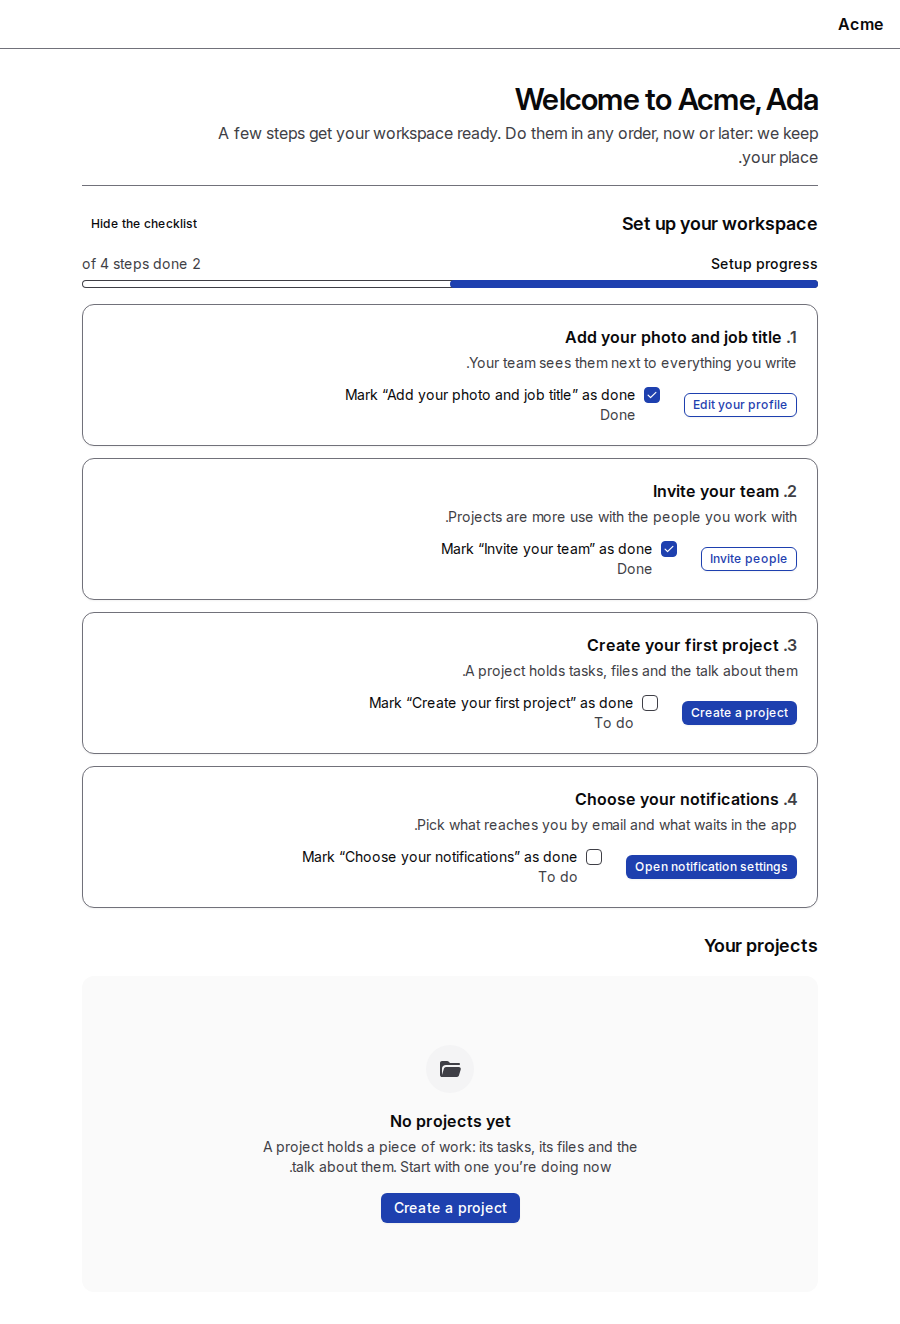 Acme
Welcome to Acme, Ada
A few steps get your workspace ready. Do them in any order, now or later: we keep
.your place
Set up your workspace
Hide the checklist
Setup progress
of 4 steps done 2
Add your photo and job title .1
.Your team sees them next to everything you write
Edit your profile
Mark “Add your photo and job title” as done
Done
Invite your team .2
.Projects are more use with the people you work with
Invite people
Mark “Invite your team” as done
Done
Create your first project .3
.A project holds tasks, files and the talk about them
Create a project
Mark “Create your first project” as done
To do
Choose your notifications .4
.Pick what reaches you by email and what waits in the app
Open notification settings
Mark “Choose your notifications” as done
To do
Your projects
No projects yet
A project holds a piece of work: its tasks, its files and the
.talk about them. Start with one you’re doing now
Create a project